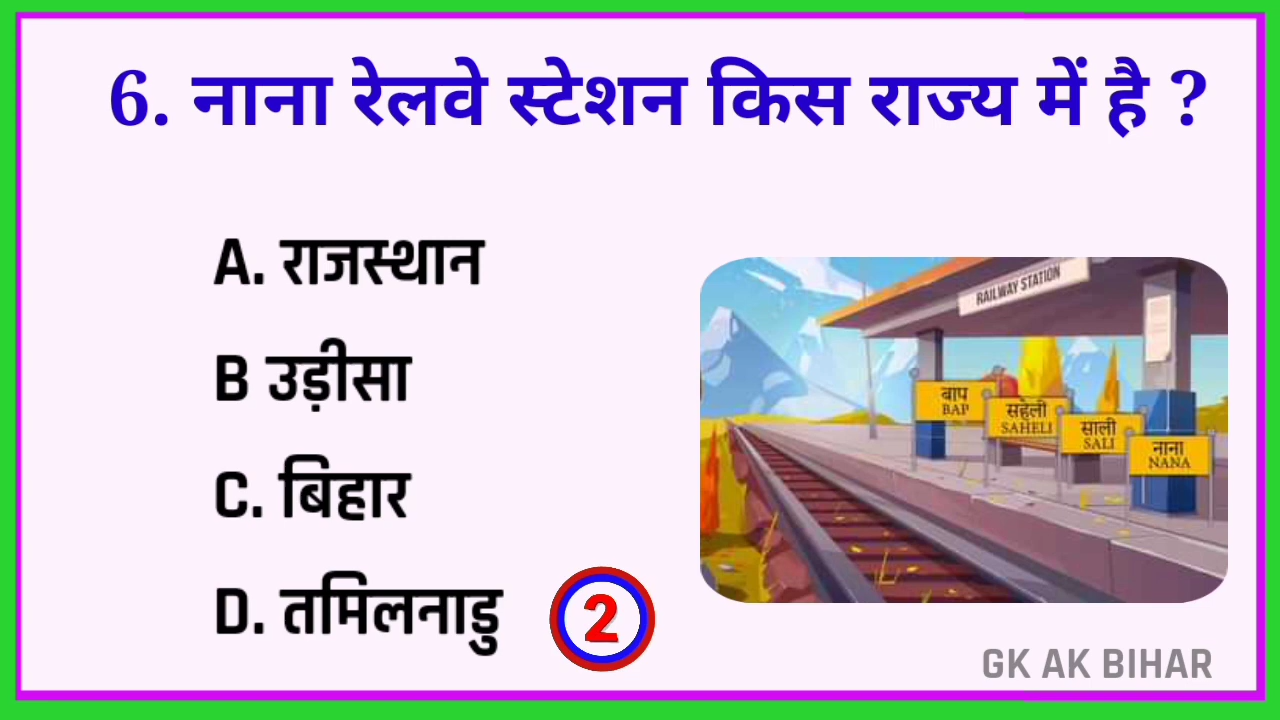 6. नाना रेलवे स्टेशन किस राज्य में है ?
A. राजस्थान
B उड़ीसा
C. बिहार
D. तमिलनाडु
2
RAILWAY STATION
बाप
BAP
सहेली
SAHELI
साली
SALI
नाना
NANA
GK AK BIHAR